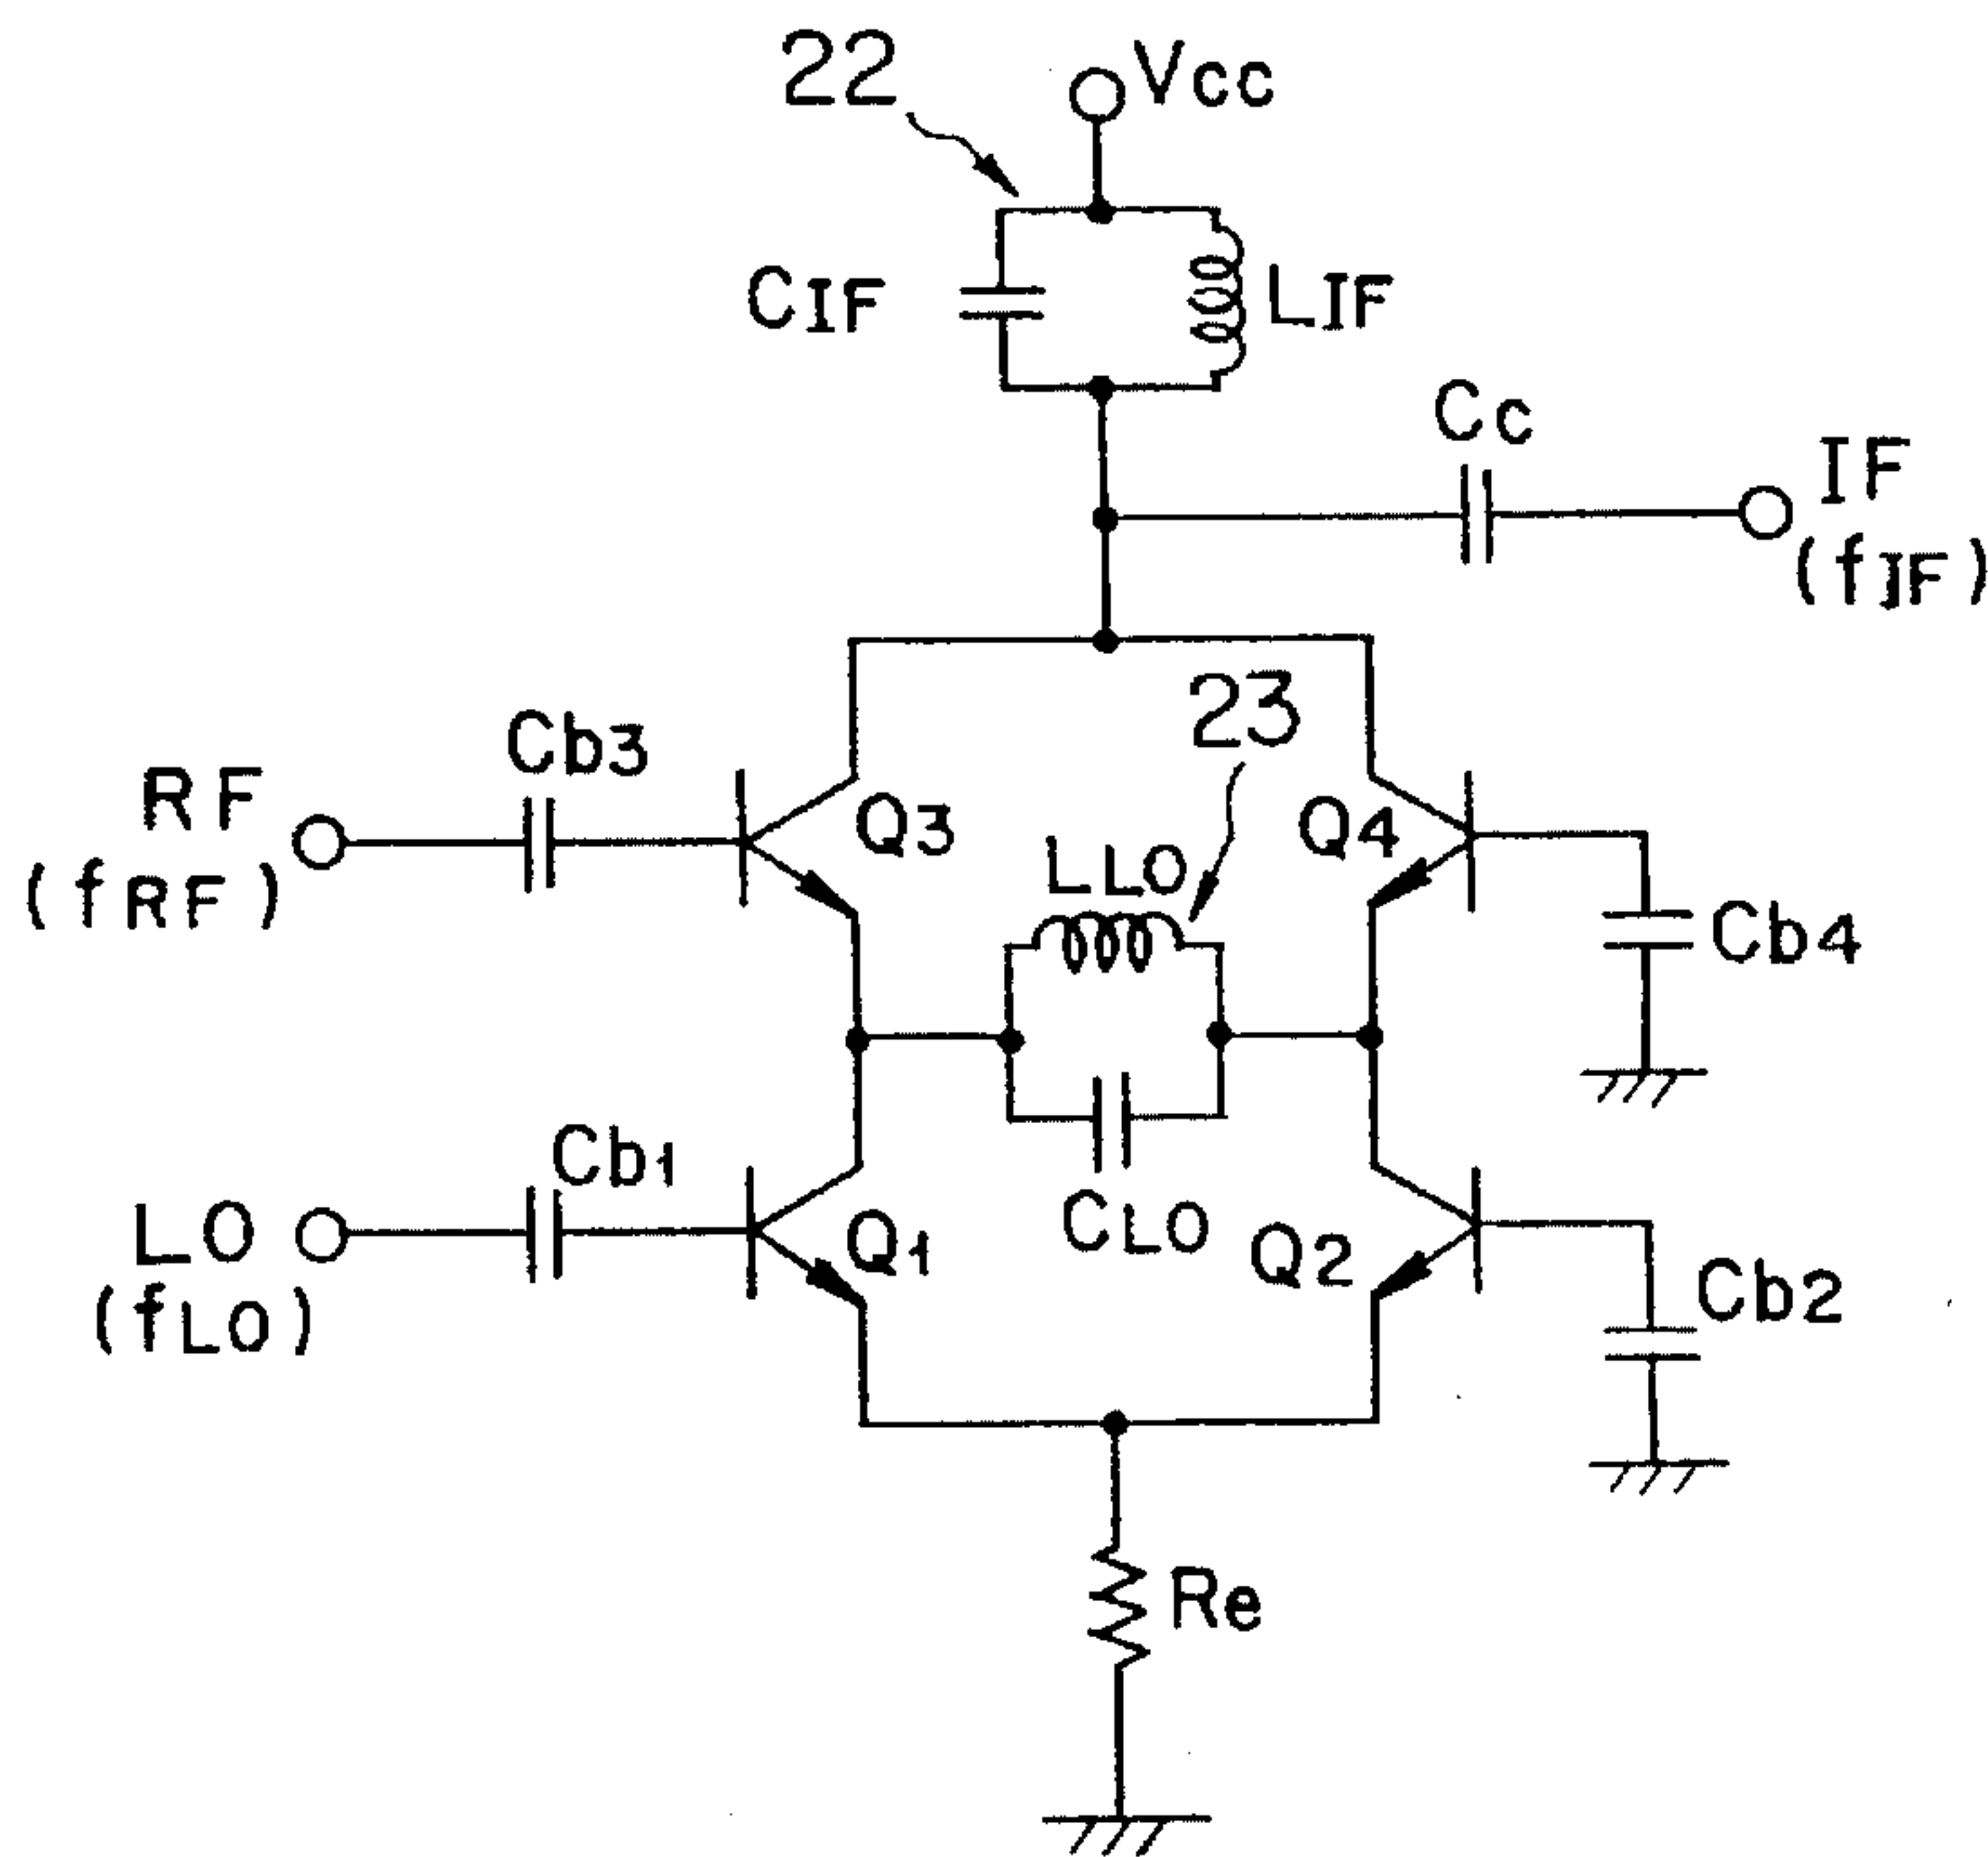 22
Vcc
CIF
LIF
Cc
IF
(fIF)
23
Cb3
RF
(fRF)
Q3
Q4
LLO
Cb4
Cb1
LO
(fLO)
Q1
CLO
Q2
Cb2
Re